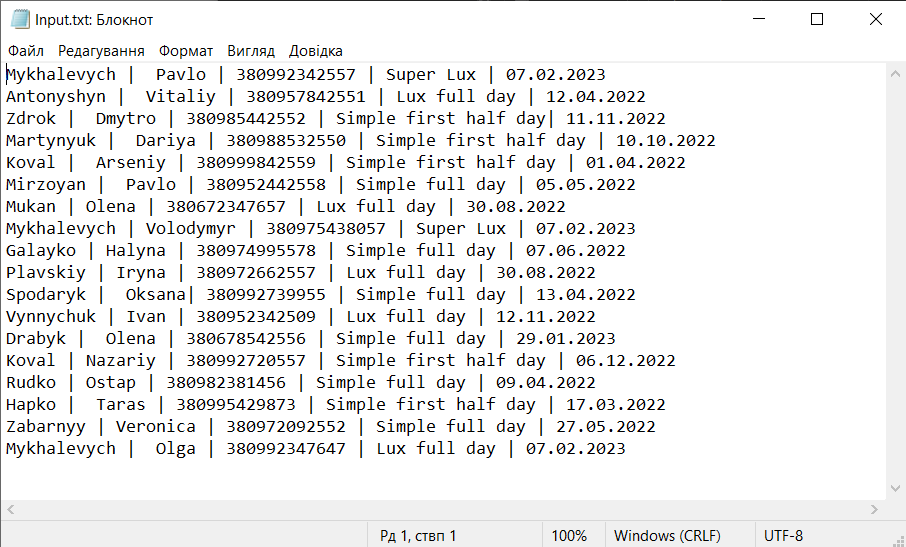 Input.txt: Блокнот
Файл Редагування Формат Вигляд Довідка
Mykhalevych |  Pavlo | 380992342557 | Super Lux | 07.02.2023
Antonyshyn |  Vitaliy | 380957842551 | Lux full day | 12.04.2022
Zdrok |  Dmytro | 380985442552 | Simple first half day| 11.11.2022
Martynyuk |  Dariya | 380988532550 | Simple first half day | 10.10.2022
Koval |  Arseniy | 380999842559 | Simple first half day | 01.04.2022
Mirzoyan |  Pavlo | 380952442558 | Simple full day | 05.05.2022
Mukan | Olena | 380672347657 | Lux full day | 30.08.2022
Mykhalevych | Volodymyr | 380975438057 | Super Lux | 07.02.2023
Galayko | Halyna | 380974995578 | Simple full day | 07.06.2022
Plavskiy | Iryna | 380972662557 | Lux full day | 30.08.2022
Spodaryk |  Oksana| 380992739955 | Simple full day | 13.04.2022
Vynnychuk | Ivan | 380952342509 | Lux full day | 12.11.2022
Drabyk |  Olena | 380678542556 | Simple full day | 29.01.2023
Koval | Nazariy | 380992720557 | Simple first half day | 06.12.2022
Rudko | Ostap | 380982381456 | Simple full day | 09.04.2022
Hapko |  Taras | 380995429873 | Simple first half day | 17.03.2022
Zabarnyy | Veronica | 380972092552 | Simple full day | 27.05.2022
Mykhalevych |  Olga | 380992347647 | Lux full day | 07.02.2023
Рд 1, ствп 1 100% Windows (CRLF) UTF-8